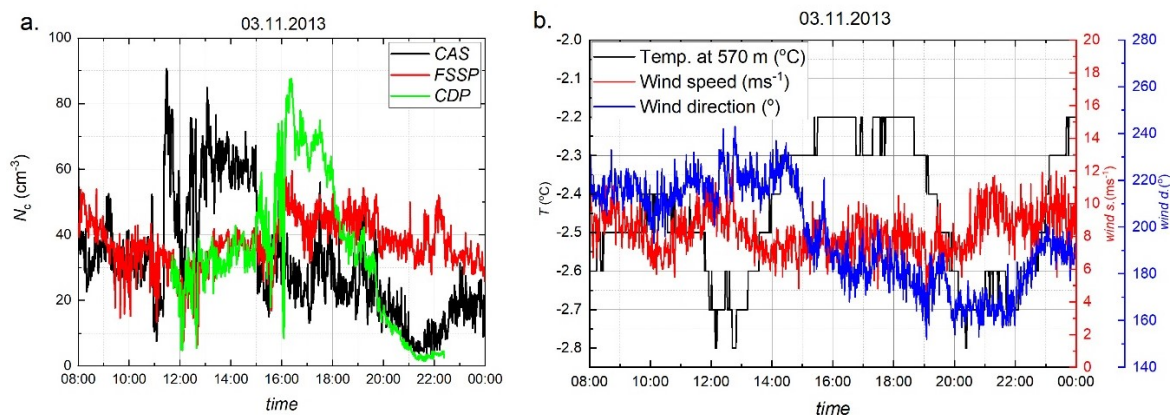 a.
03.11.2013
CAS
FSSP
CDP
100
80
60
40
20
0
Nc (cm-3)
08:00 10:00 12:00 14:00 16:00 18:00 20:00 22:00 00:00
time
b.
03.11.2013
Temp. at 570 m (ºC)
Wind speed (ms-1)
Wind direction (º)
-2.0
-2.1
-2.2
-2.3
-2.4
-2.5
-2.6
-2.7
-2.8
T (ºC)
20
18
16
14
12
10
8
6
4
2
0
wind s.(ms-1)
280
260
240
220
200
180
160
140
wind d.(º)
08:00 10:00 12:00 14:00 16:00 18:00 20:00 22:00 00:00
time